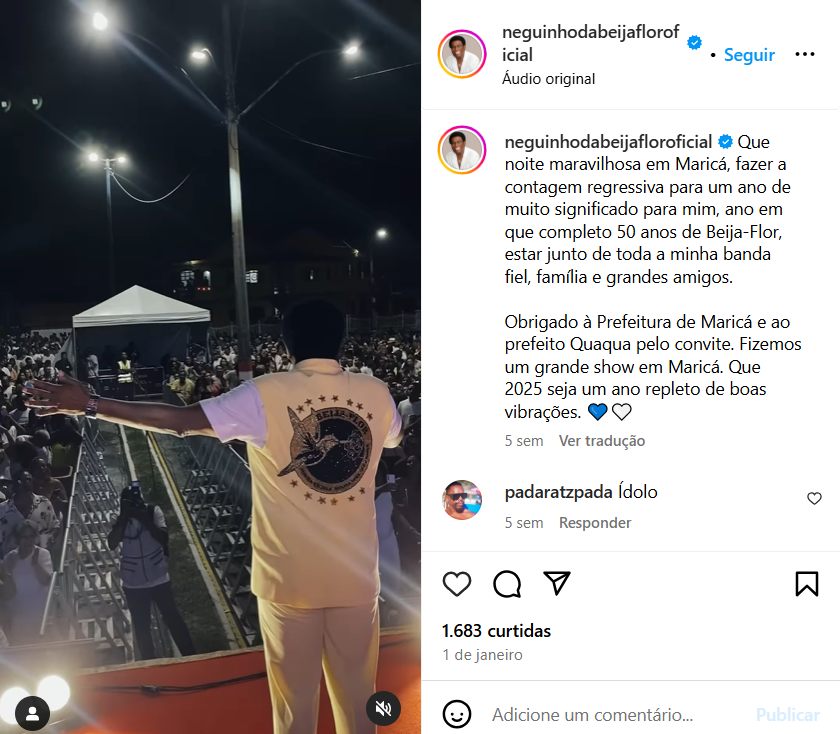 neguinhodabeijaflorof
icial
• Seguir
Áudio original
neguinhodabeijafloroficial Que
noite maravilhosa em Maricá, fazer a
contagem regressiva para um ano de
muito significado para mim, ano em
que completo 50 anos de Beija-Flor,
estar junto de toda a minha banda
fiel, família e grandes amigos.
Obrigado à Prefeitura de Maricá e ao
prefeito Quaqua pelo convite. Fizemos
um grande show em Maricá. Que
2025 seja um ano repleto de boas
vibrações. 💙🤍
5 sem Ver tradução
padaratzpada Ídolo
5 sem Responder
1.683 curtidas
1 de janeiro
Adicione um comentário... Publicar
BEIJA-FLOR